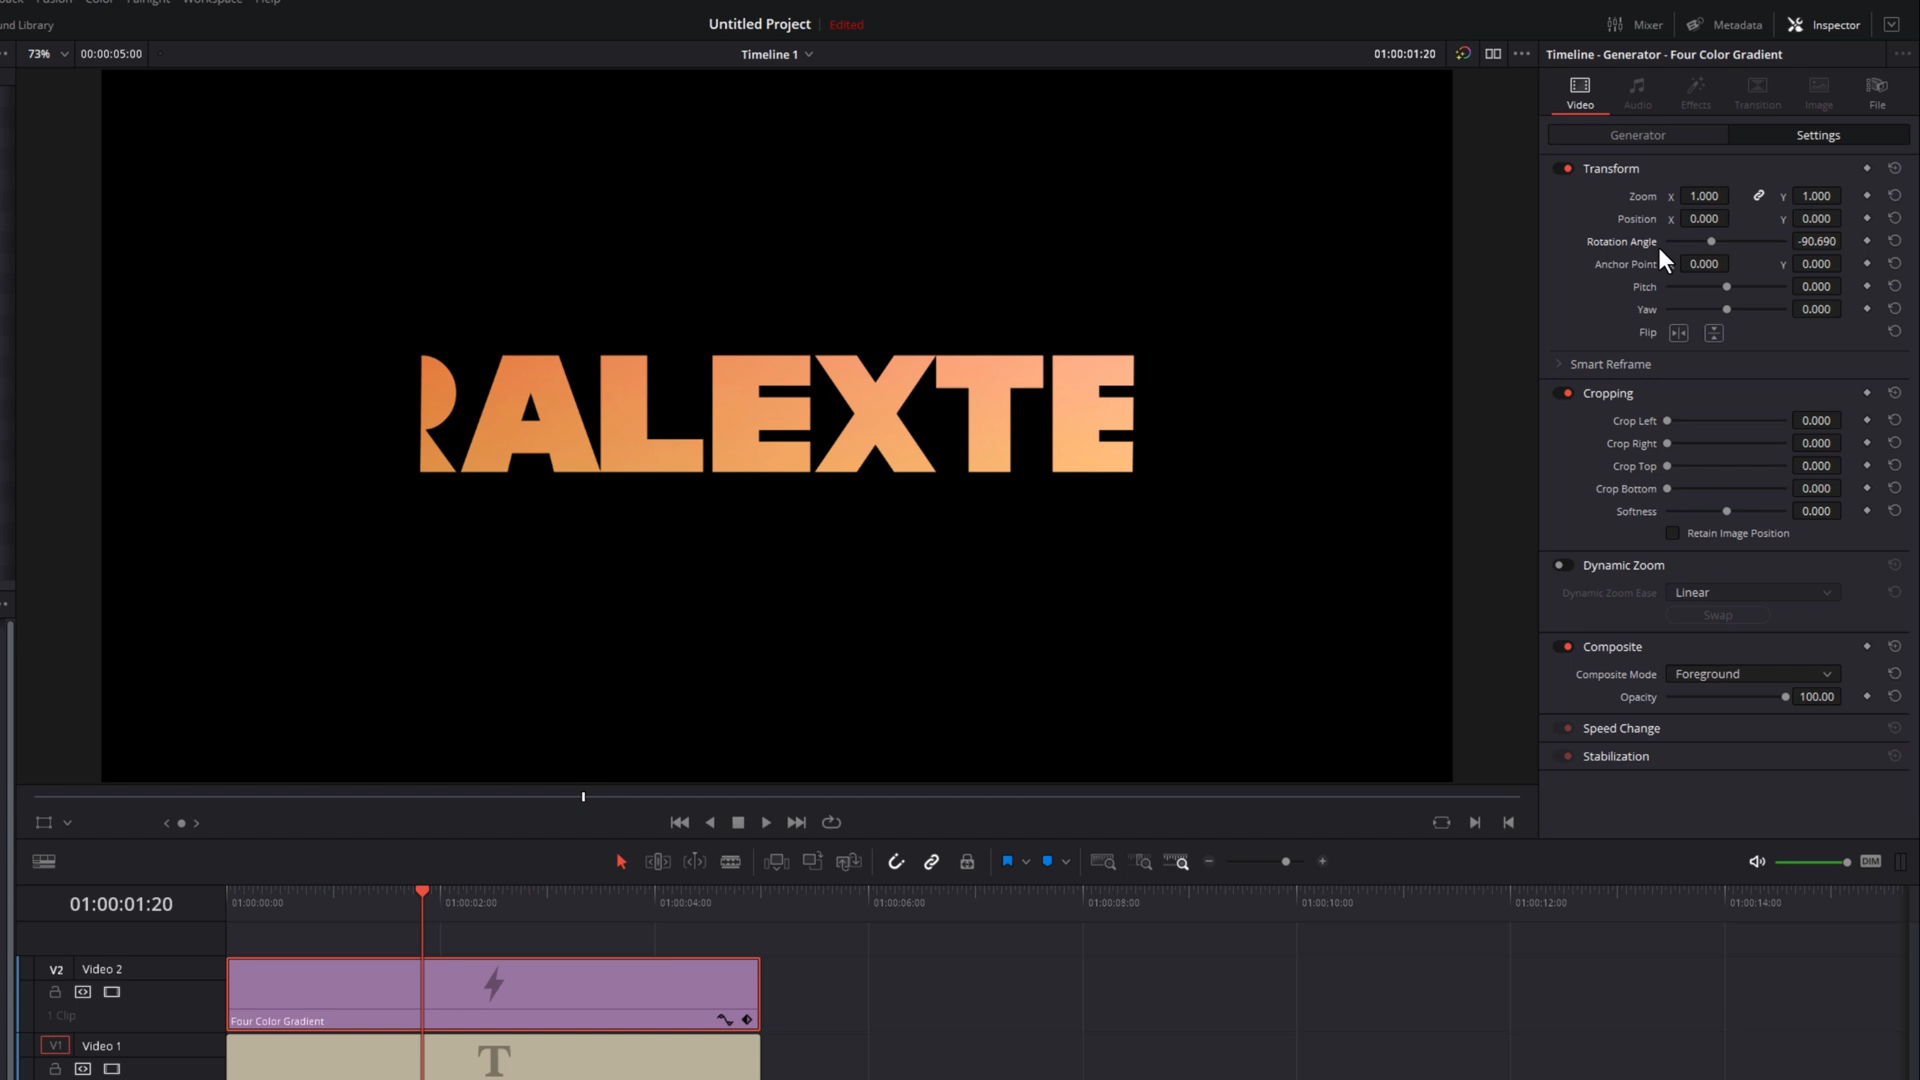 Fusion Color Fairlight Workspace Help
und Library
Untitled Project Edited
Mixer Metadata Inspector
73% 00:00:05:00 Timeline 1 01:00:01:20
Timeline - Generator - Four Color Gradient
Video Audio Effects Transition Image File
Generator Settings
Transform
Zoom X 1.000 Y 1.000
Position X 0.000 Y 0.000
Rotation Angle -90.690
Anchor Point 0.000 Y 0.000
Pitch 0.000
Yaw 0.000
Flip
Smart Reframe
Cropping
Crop Left 0.000
Crop Right 0.000
Crop Top 0.000
Crop Bottom 0.000
Softness 0.000
Retain Image Position
Dynamic Zoom
Dynamic Zoom Ease Linear
Swap
Composite
Composite Mode Foreground
Opacity 100.00
Speed Change
Stabilization
RALEXTE
DIM
01:00:01:20
01:00:00:00 01:00:02:00 01:00:04:00 01:00:06:00 01:00:08:00 01:00:10:00 01:00:12:00 01:00:14:00
V2 Video 2
1 Clip
Four Color Gradient
V1 Video 1
T